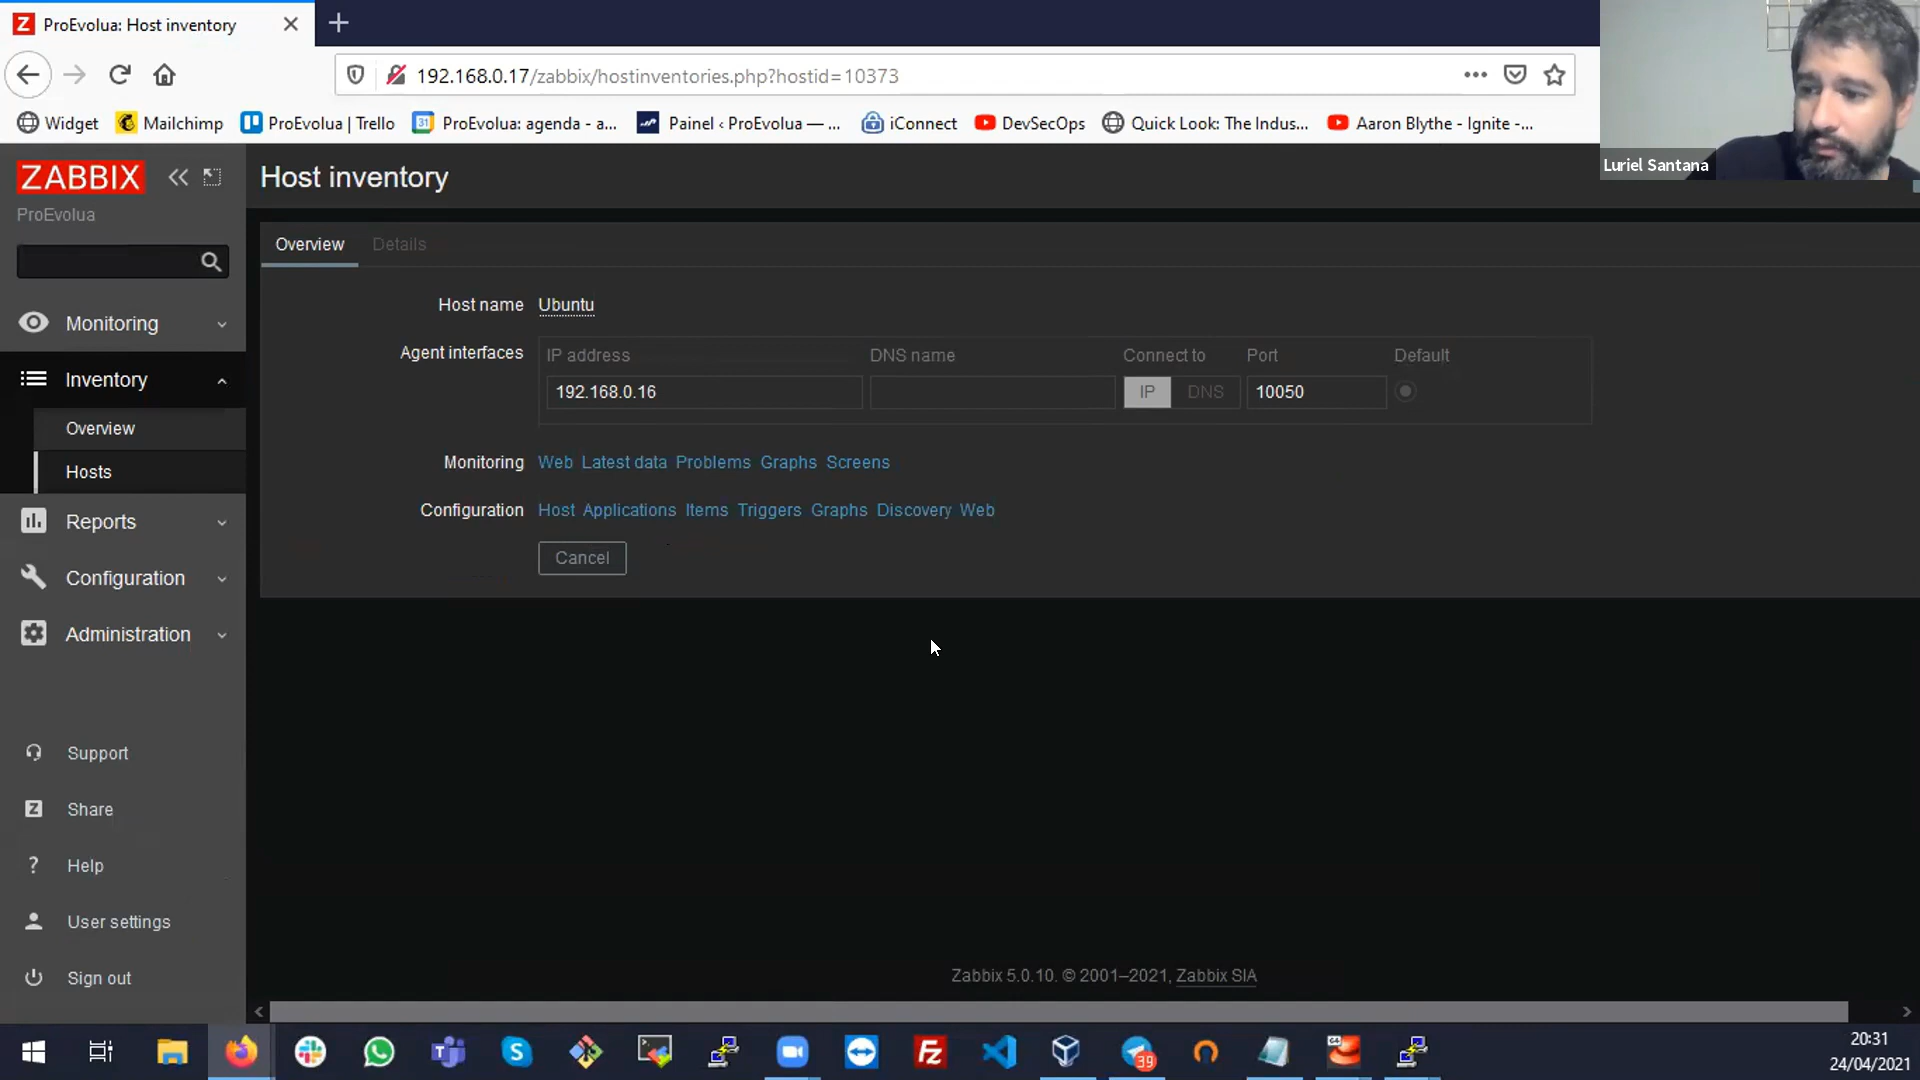 ProEvolua: Host inventory
192.168.0.17/zabbix/hostinventories.php?hostid=10373
Widget Mailchimp ProEvolua | Trello ProEvolua: agenda - a... Painel ‹ ProEvolua — ... iConnect DevSecOps Quick Look: The Indus... Aaron Blythe - Ignite -...
Luriel Santana
ZABBIX
ProEvolua
Host inventory
Overview Details
Monitoring
Inventory
Overview
Hosts
Reports
Configuration
Administration
Support
Share
Help
User settings
Sign out
Host name Ubuntu
Agent interfaces IP address DNS name Connect to Port Default
192.168.0.16 IP DNS 10050
Monitoring Web Latest data Problems Graphs Screens
Configuration Host Applications Items Triggers Graphs Discovery Web
Cancel
Zabbix 5.0.10. © 2001–2021, Zabbix SIA
39
64
20:31
24/04/2021